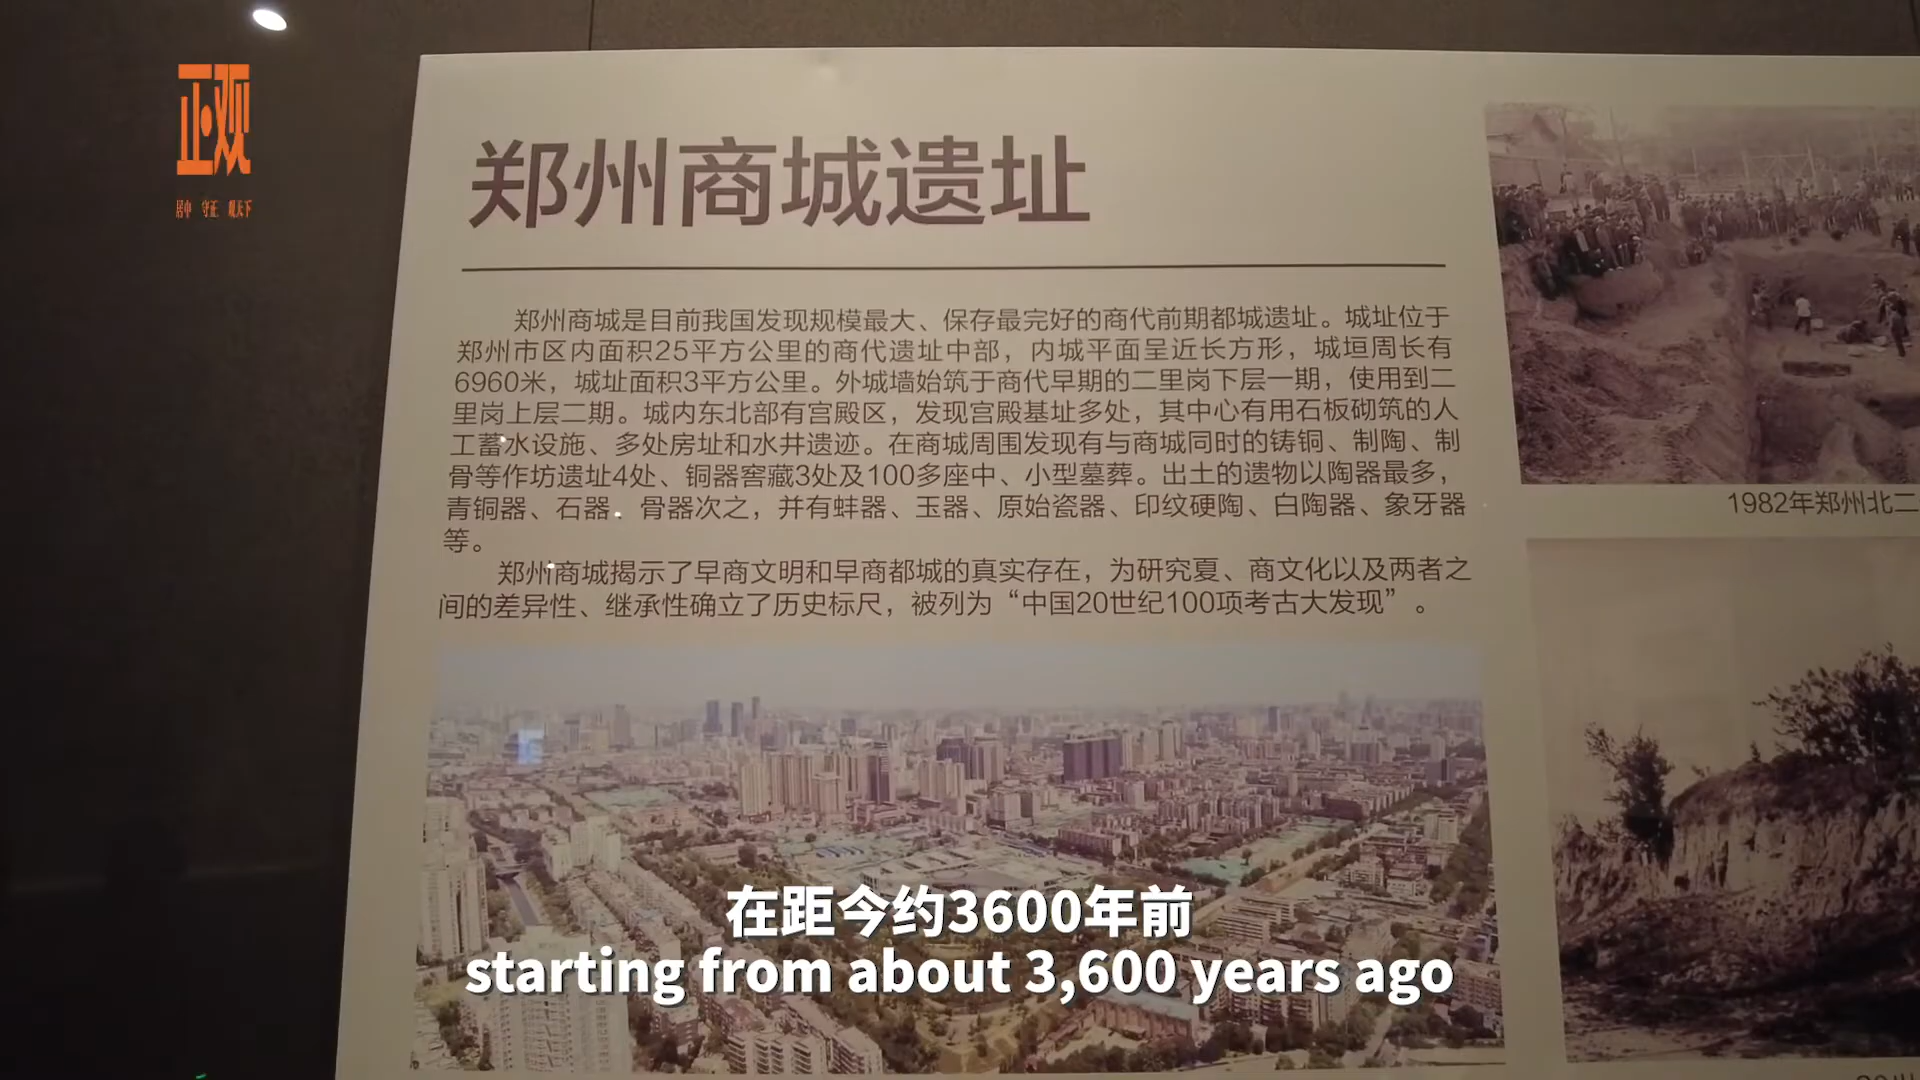 正观
居中 守正 观天下
郑州商城遗址
郑州商城是目前我国发现规模最大、保存最完好的商代前期都城遗址。城址位于
郑州市区内面积25平方公里的商代遗址中部，内城平面呈近长方形，城垣周长有
6960米，城址面积3平方公里。外城墙始筑于商代早期的二里岗下层一期，使用到二
里岗上层二期。城内东北部有宫殿区，发现宫殿基址多处，其中心有用石板砌筑的人
工蓄水设施、多处房址和水井遗迹。在商城周围发现有与商城同时的铸铜、制陶、制
骨等作坊遗址4处、铜器窖藏3处及100多座中、小型墓葬。出土的遗物以陶器最多，
青铜器、石器、骨器次之，并有蚌器、玉器、原始瓷器、印纹硬陶、白陶器、象牙器
等。
郑州商城揭示了早商文明和早商都城的真实存在，为研究夏、商文化以及两者之
间的差异性、继承性确立了历史标尺，被列为“中国20世纪100项考古大发现”。
1982年郑州北二
在距今约3600年前
starting from about 3,600 years ago